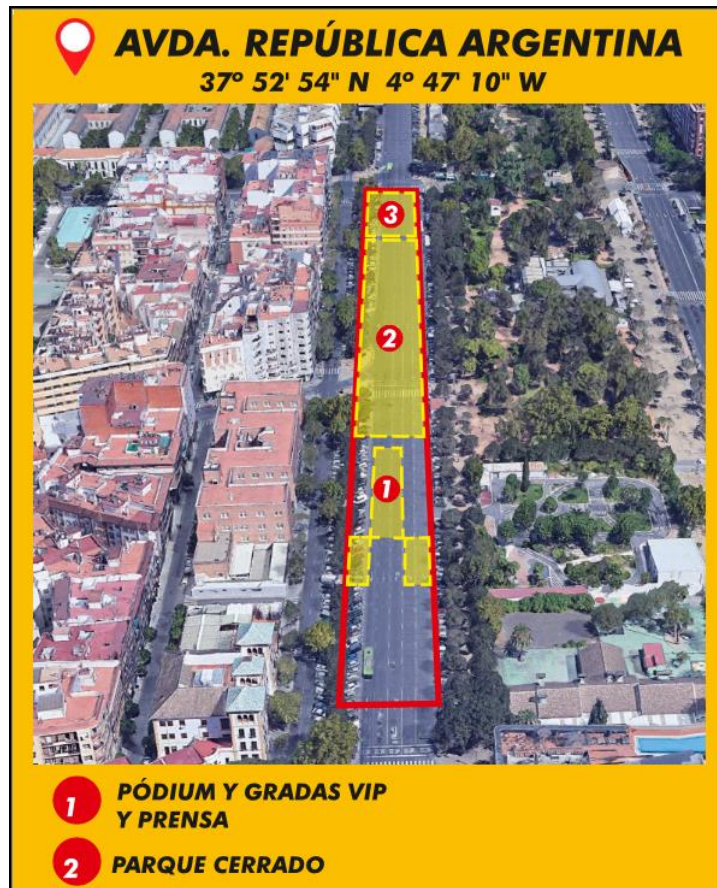 AVDA. REPÚBLICA ARGENTINA
37º 52' 54" N 4º 47' 10" W
3
2
1
1 PÓDIUM Y GRADAS VIP
Y PRENSA
2 PARQUE CERRADO